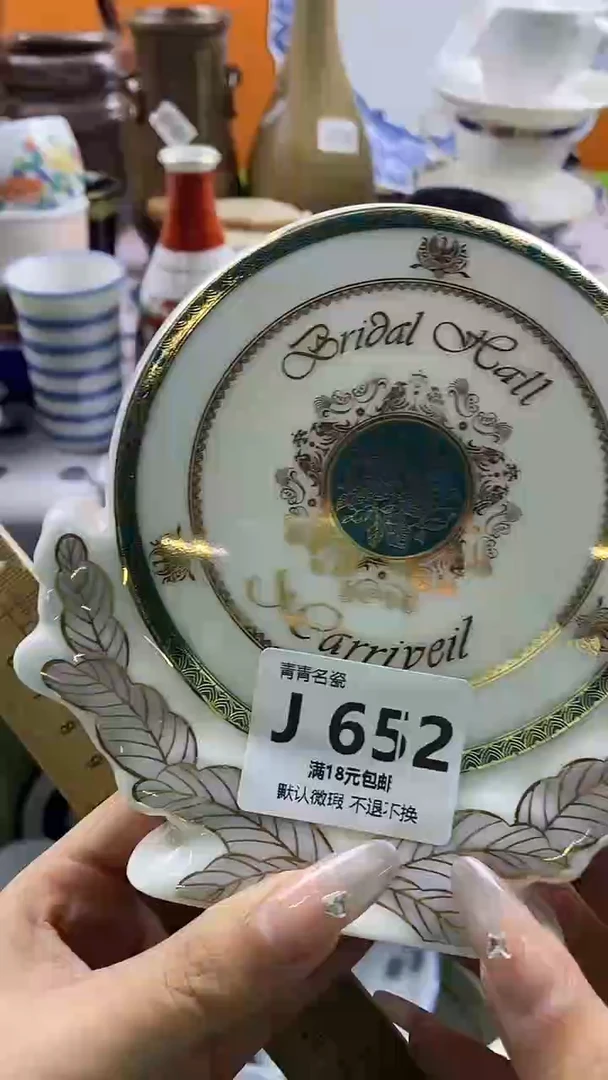 Bridal Hall
Larriveil
青青名瓷
J 652
满18元包邮
默认微瑕 不退不换